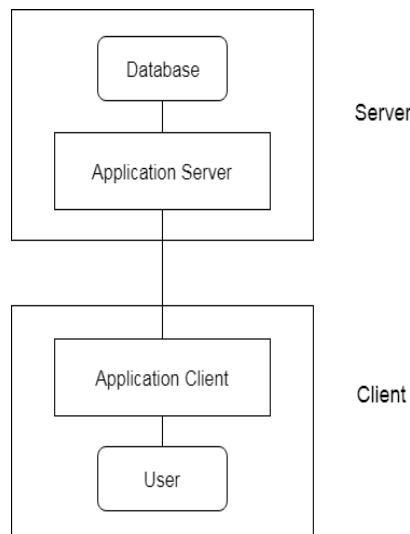 Database
Server
Application Server
Application Client
Client
User